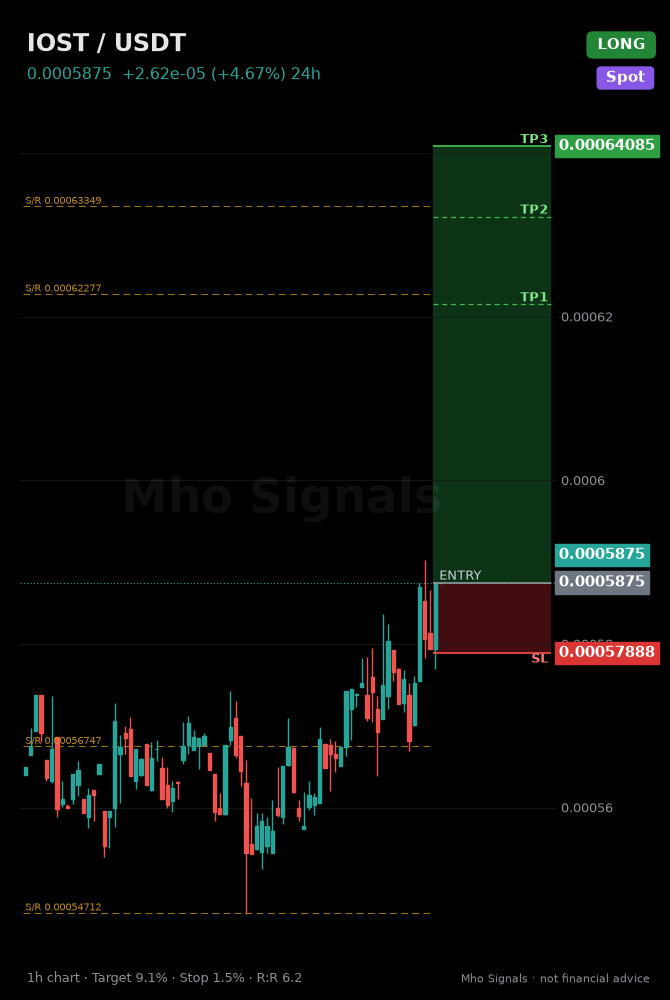 IOST / USDT
LONG
0.0005875 +2.62e-05 (+4.67%) 24h
Spot
TP3
0.00064085
S/R 0.00063349
TP2
S/R 0.00062277
TP1
0.00062
Mho Signals
0.0006
0.0005875
ENTRY
0.0005875
0.00058
0.00057888
SL
S/R 0.00056747
0.00056
S/R 0.00054712
1h chart · Target 9.1% · Stop 1.5% · R:R 6.2
Mho Signals · not financial advice